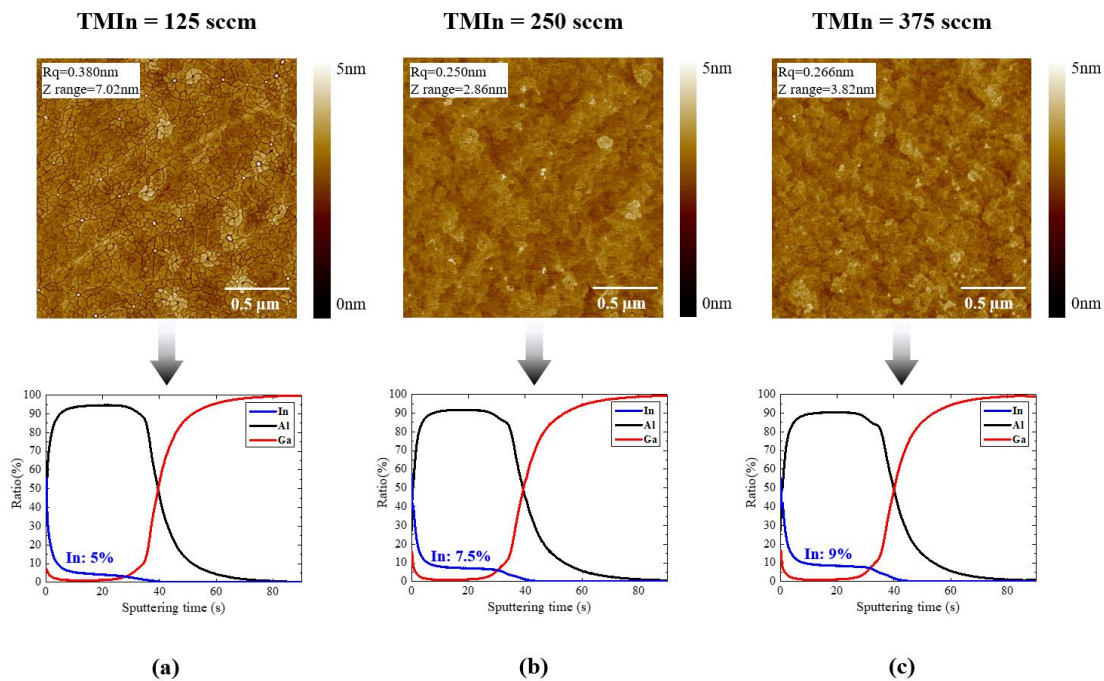 TMIn = 125 sccm
TMIn = 250 sccm
TMIn = 375 sccm
Rq=0.380nm
Z range=7.02nm
5nm
0.5 μm
0nm
Rq=0.250nm
Z range=2.86nm
5nm
0.5 μm
0nm
Rq=0.266nm
Z range=3.82nm
5nm
0.5 μm
0nm
100
90
80
70
60
50
40
30
20
10
0
Ratio(%)
In
Al
Ga
In: 5%
0 20 40 60 80
Sputtering time (s)
100
90
80
70
60
50
40
30
20
10
0
Ratio(%)
In
Al
Ga
In: 7.5%
0 20 40 60 80
Sputtering time (s)
100
90
80
70
60
50
40
30
20
10
0
Ratio(%)
In
Al
Ga
In: 9%
0 20 40 60 80
Sputtering time (s)
(a)
(b)
(c)